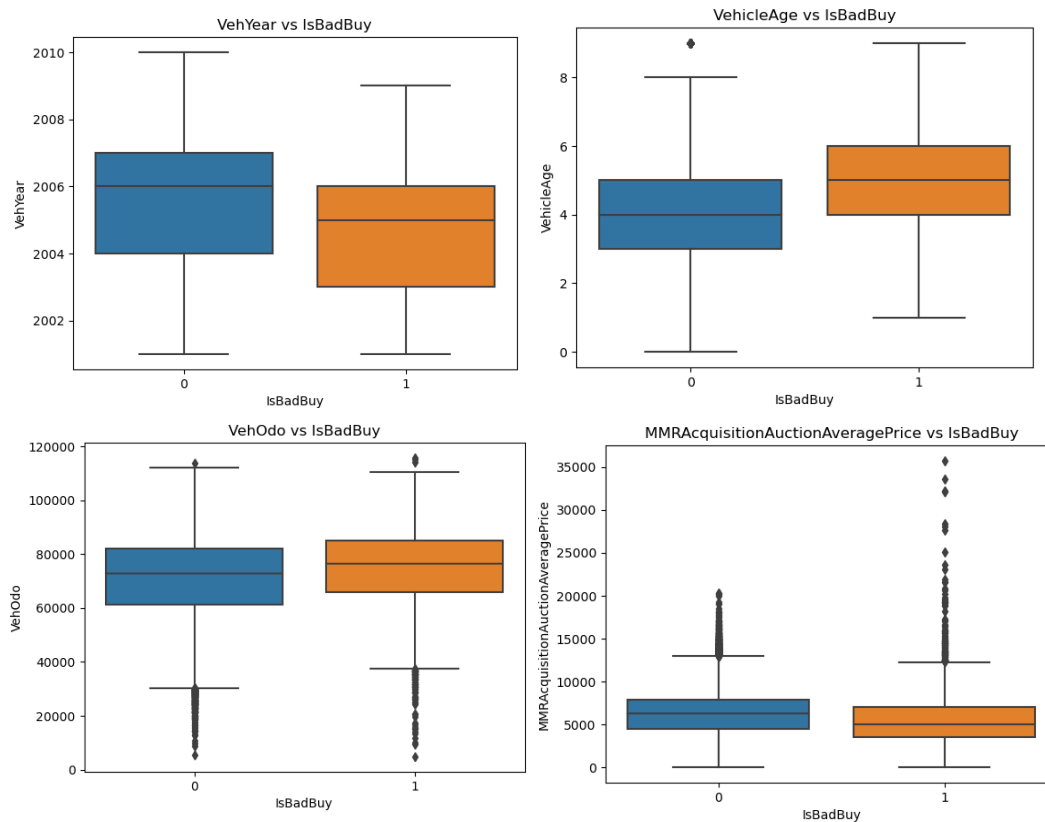 VehYear vs IsBadBuy
2010
2008
2006
2004
2002
VehYear
0 1
IsBadBuy
VehicleAge vs IsBadBuy
8
6
4
2
0
VehicleAge
0 1
IsBadBuy
VehOdo vs IsBadBuy
120000
100000
80000
60000
40000
20000
0
VehOdo
0 1
IsBadBuy
MMRAcquisitionAuctionAveragePrice vs IsBadBuy
35000
30000
25000
20000
15000
10000
5000
0
MMRAcquisitionAuctionAveragePrice
0 1
IsBadBuy